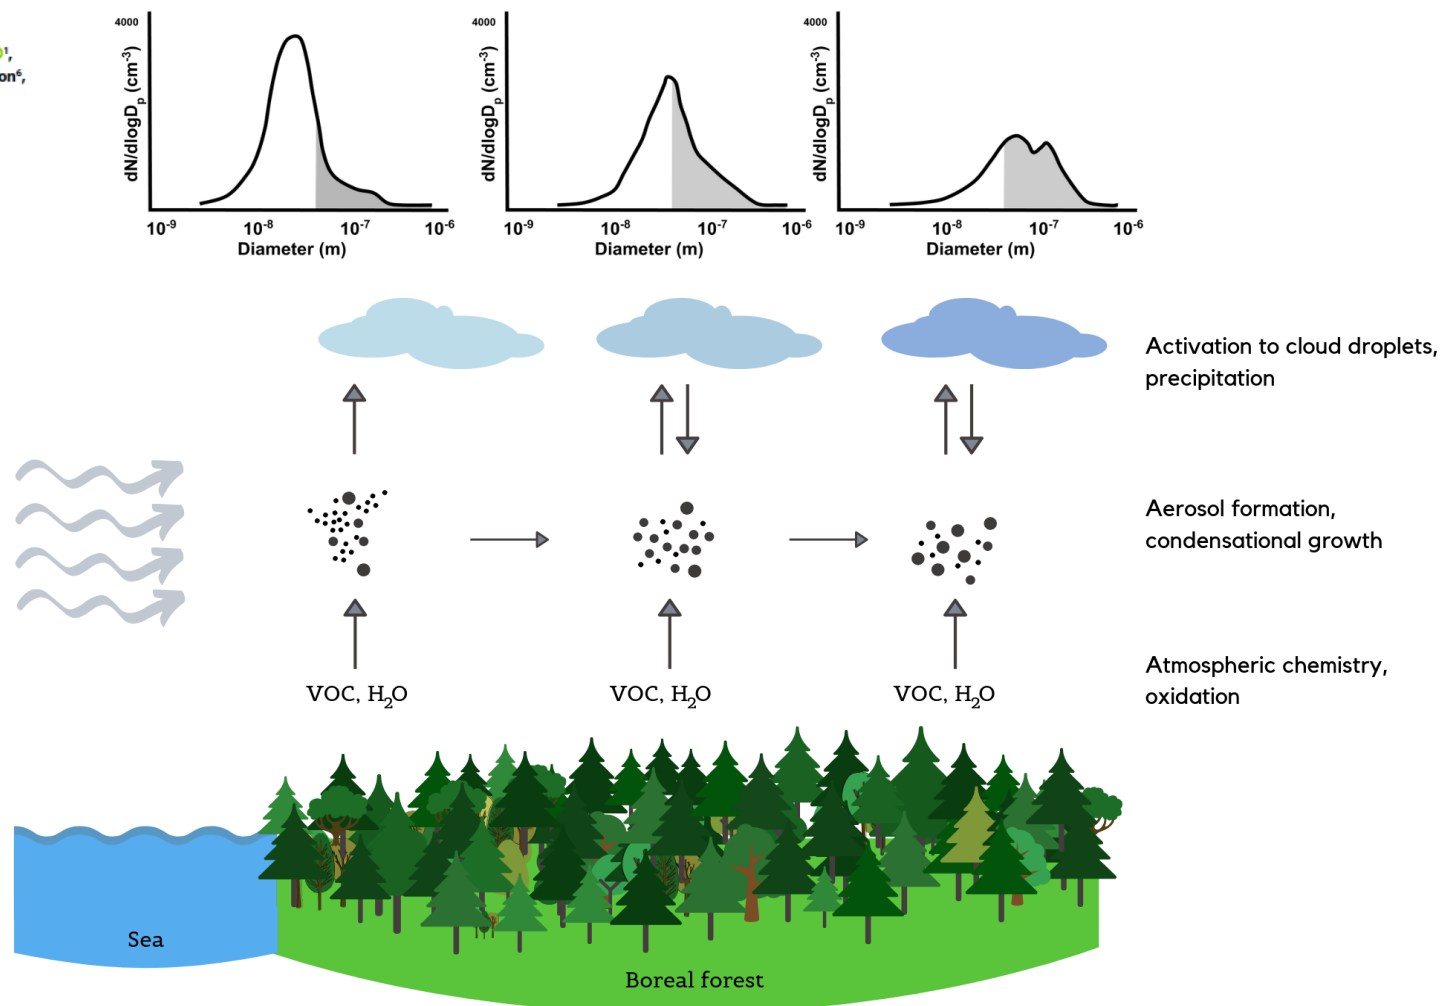 4000
4000
4000
¹,
on⁶,
dN/dlogDp (cm⁻³)
dN/dlogDp (cm⁻³)
dN/dlogDp (cm⁻³)
10⁻⁹ 10⁻⁸ 10⁻⁷ 10⁻⁶
10⁻⁹ 10⁻⁸ 10⁻⁷ 10⁻⁶
10⁻⁹ 10⁻⁸ 10⁻⁷ 10⁻⁶
Diameter (m)
Diameter (m)
Diameter (m)
Activation to cloud droplets,
precipitation
Aerosol formation,
condensational growth
Atmospheric chemistry,
oxidation
VOC, H₂O
VOC, H₂O
VOC, H₂O
Sea
Boreal forest